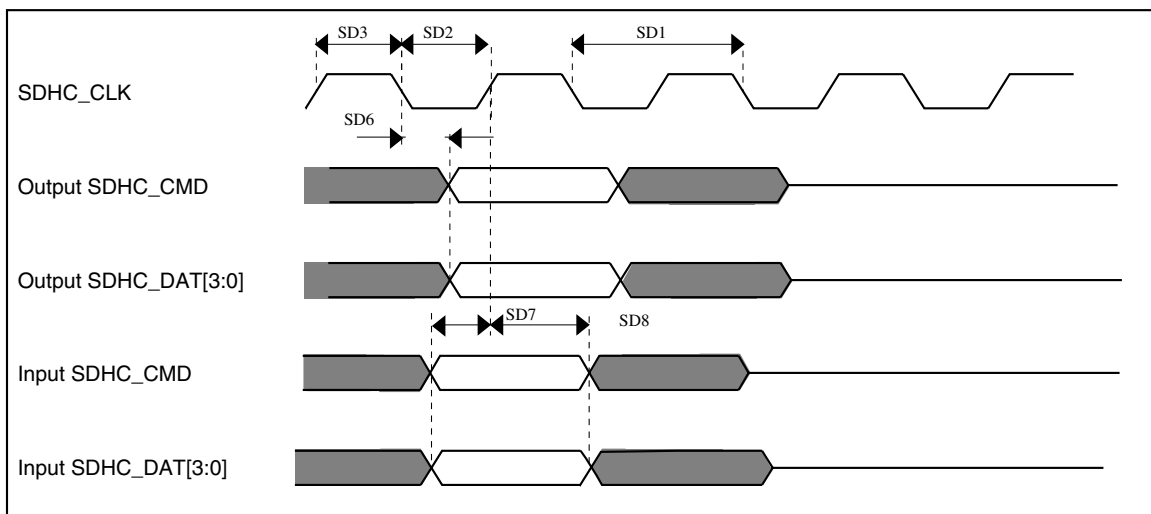 SD3 SD2 SD1
SDHC_CLK
SD6
Output SDHC_CMD
Output SDHC_DAT[3:0]
SD7 SD8
Input SDHC_CMD
Input SDHC_DAT[3:0]